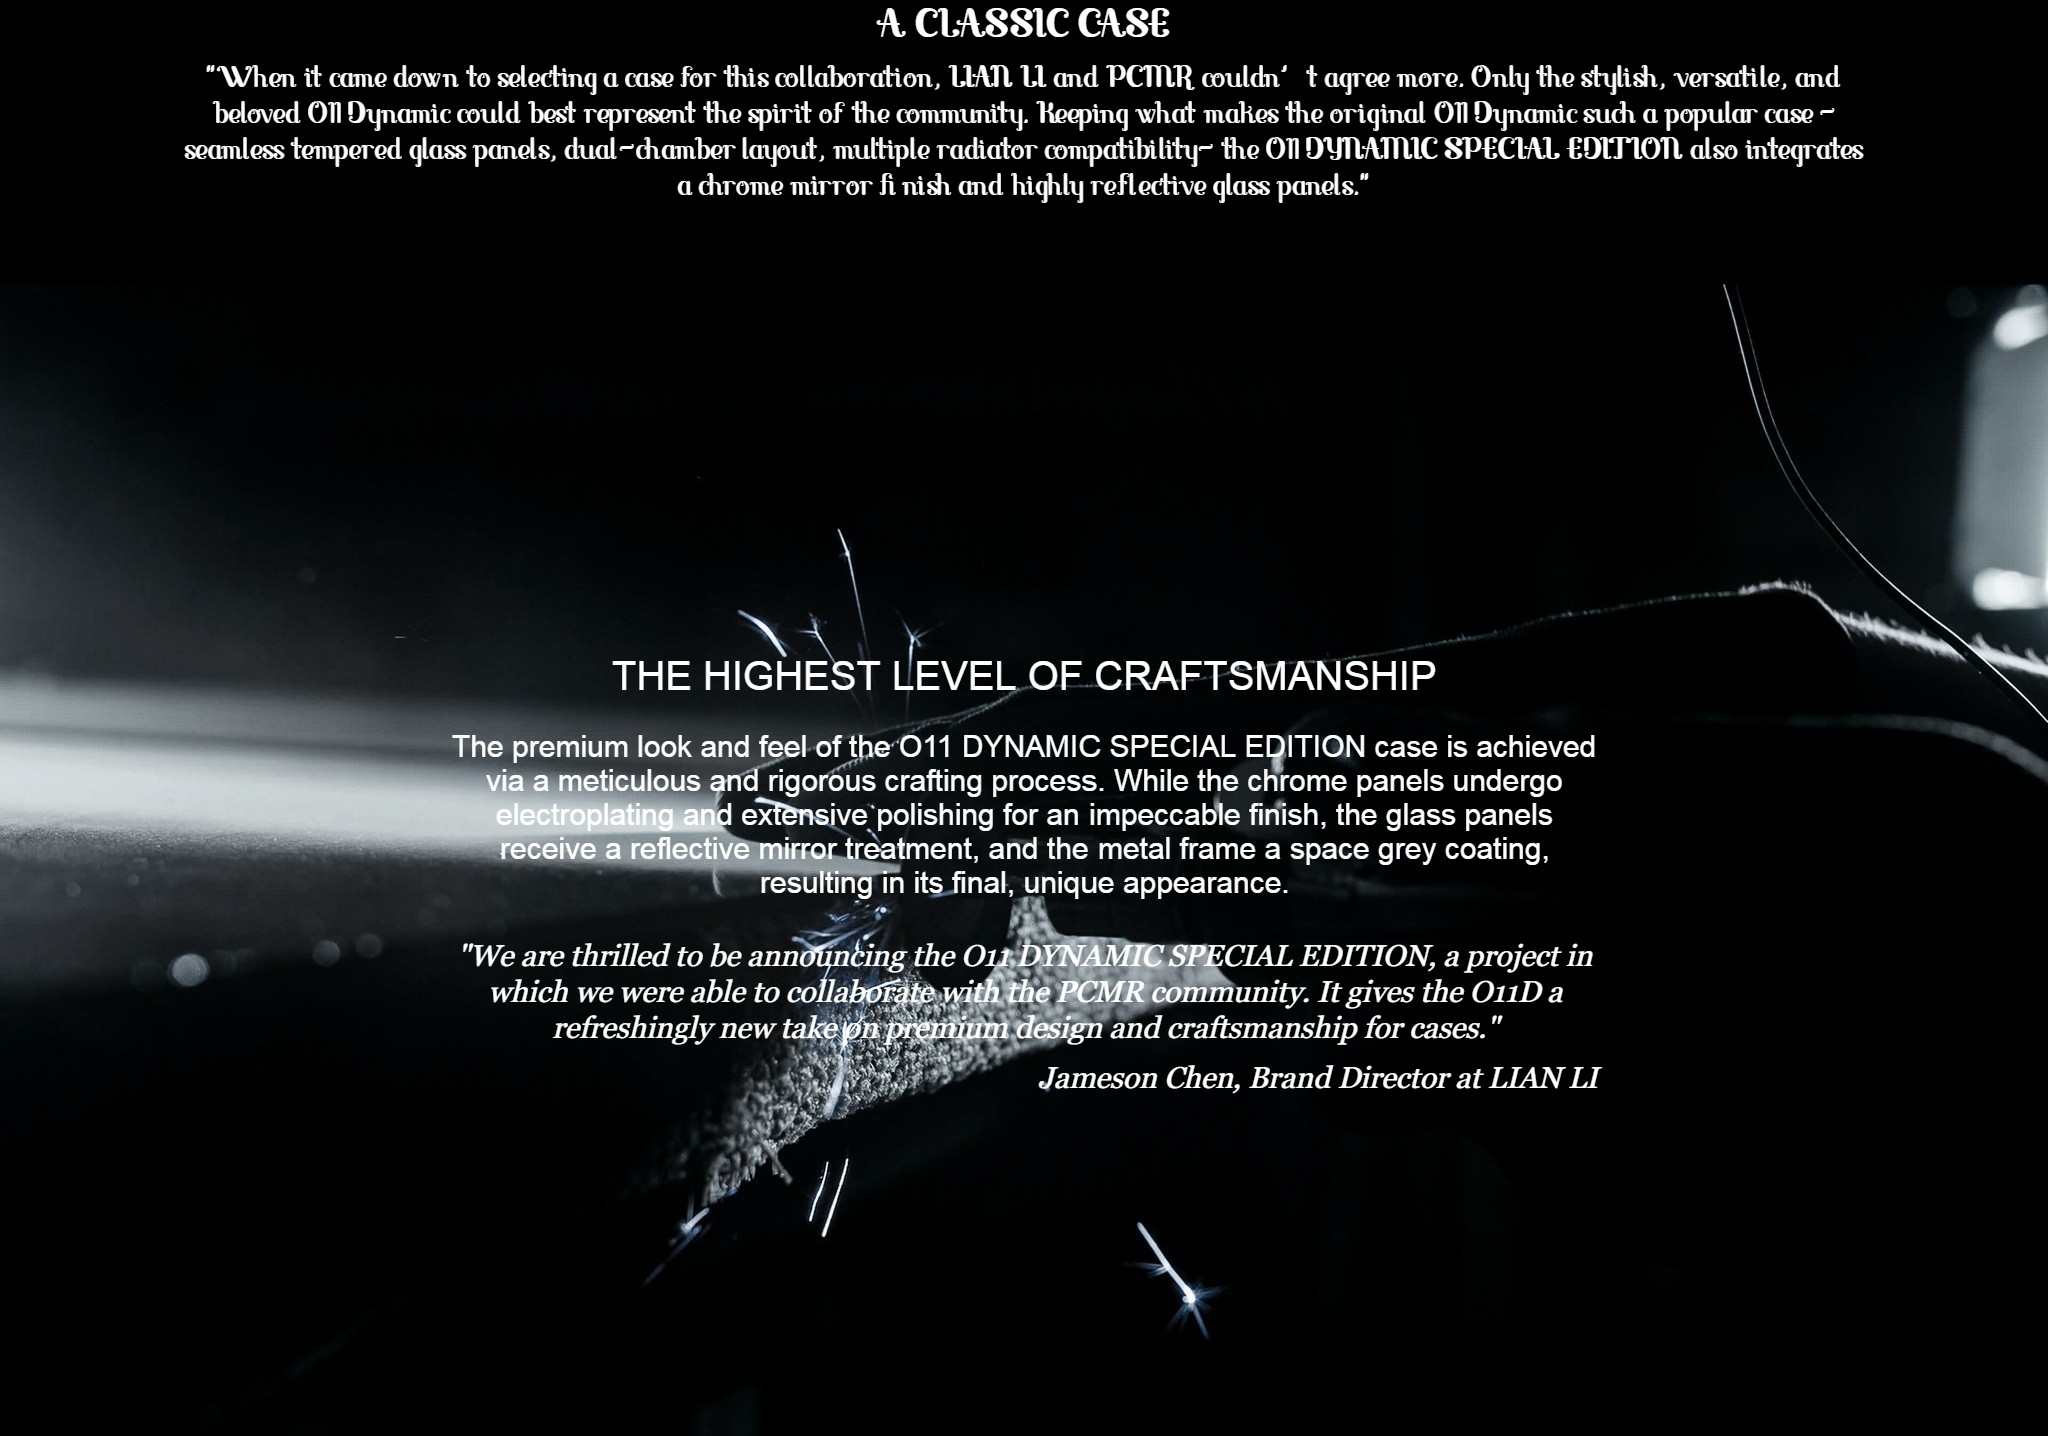 A CLASSIC CASE
"When it came down to selecting a case for this collaboration, LIAN LI and PCMR couldn’t agree more. Only the stylish, versatile, and
beloved O11 Dynamic could best represent the spirit of the community. Keeping what makes the original O11 Dynamic such a popular case -
seamless tempered glass panels, dual-chamber layout, multiple radiator compatibility- the O11 DYNAMIC SPECIAL EDITION also integrates
a chrome mirror fi nish and highly reflective glass panels."
THE HIGHEST LEVEL OF CRAFTSMANSHIP
The premium look and feel of the O11 DYNAMIC SPECIAL EDITION case is achieved
via a meticulous and rigorous crafting process. While the chrome panels undergo
electroplating and extensive polishing for an impeccable finish, the glass panels
receive a reflective mirror treatment, and the metal frame a space grey coating,
resulting in its final, unique appearance.
"We are thrilled to be announcing the O11 DYNAMIC SPECIAL EDITION, a project in
which we were able to collaborate with the PCMR community. It gives the O11D a
refreshingly new take on premium design and craftsmanship for cases."
Jameson Chen, Brand Director at LIAN LI